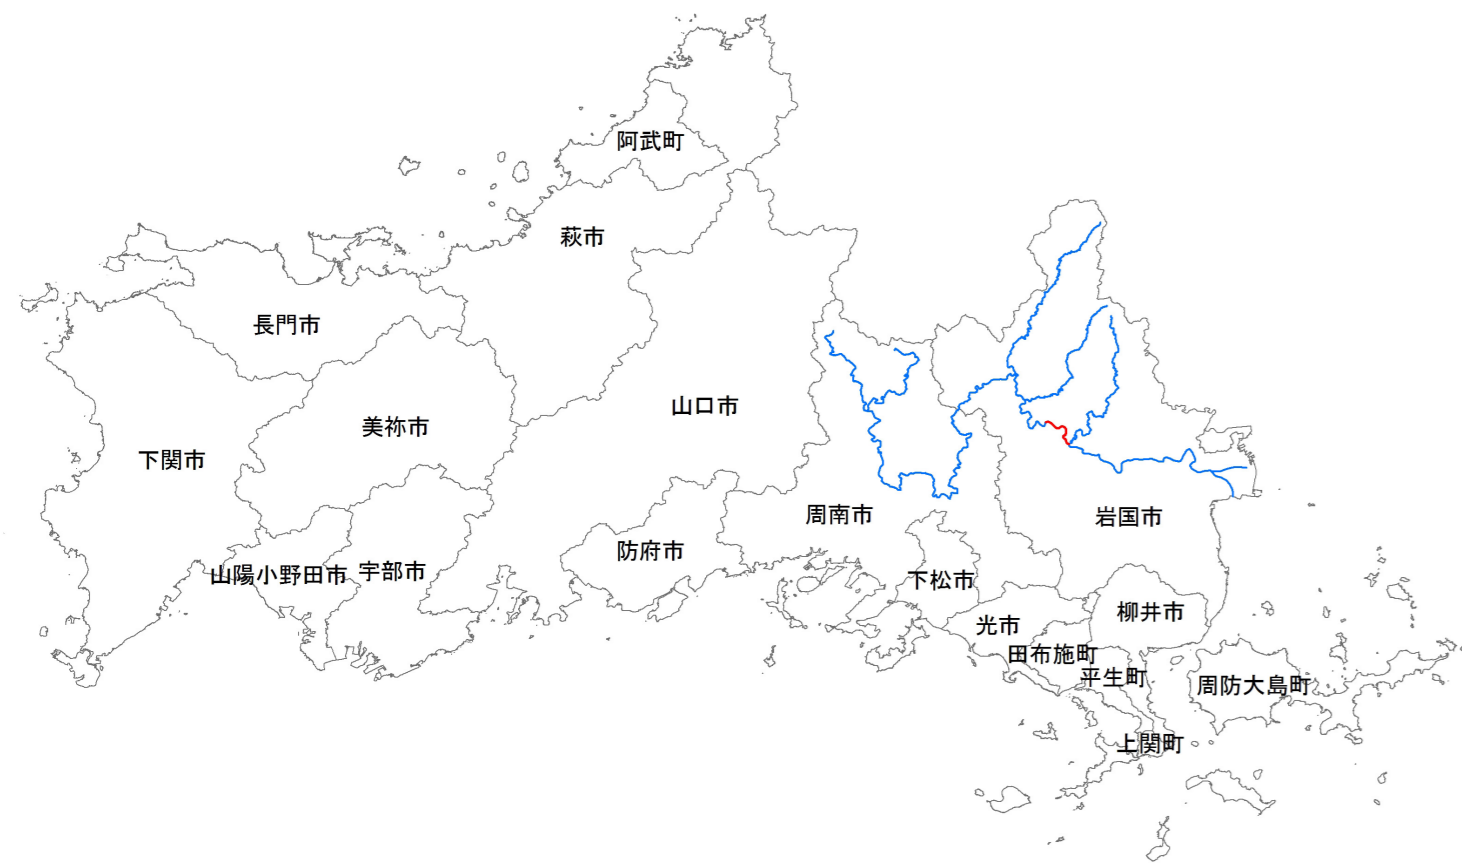 阿武町
萩市
長門市
山口市
美祢市
下関市
周南市
岩国市
防府市
山陽小野田市
宇部市
下松市
柳井市
光市
田布施町
平生町
周防大島町
上関町